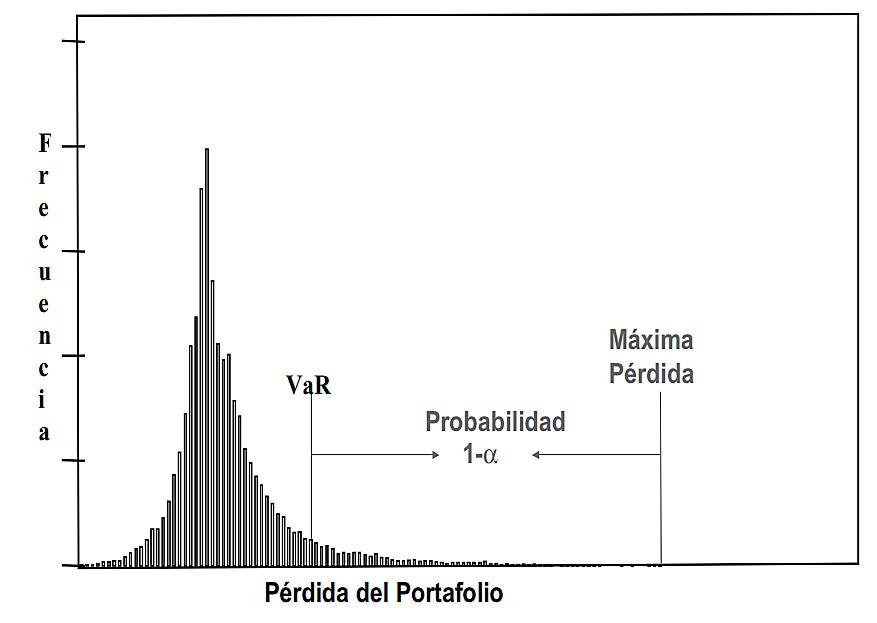 Frecuencia
Máxima
Pérdida
VaR
Probabilidad
1-α
Pérdida del Portafolio